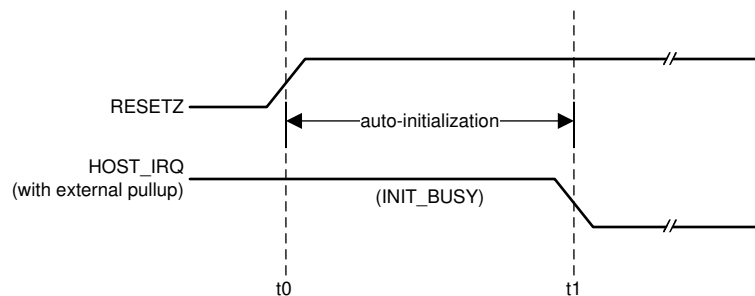 RESETZ
auto-initialization
HOST_IRQ
(with external pullup)
(INIT_BUSY)
t0
t1